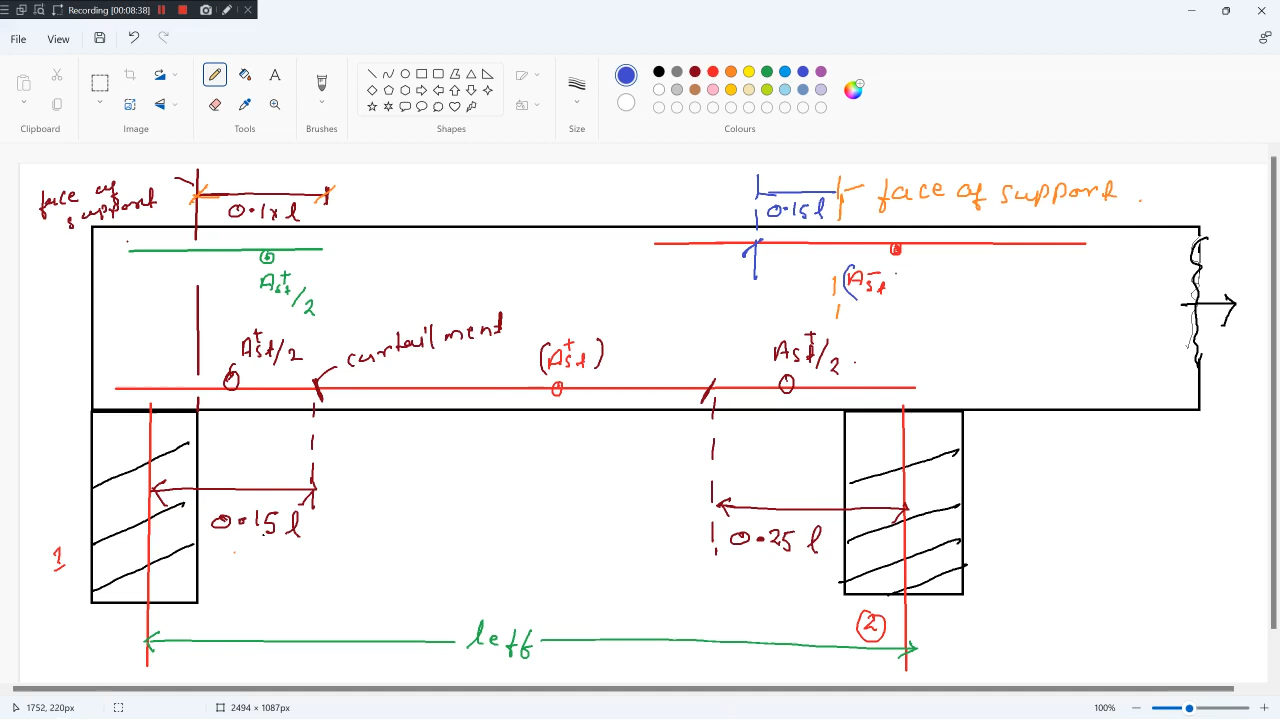 Recording [00:08:38]
File
View
Clipboard
Image
Tools
Brushes
Shapes
Size
Colours
face of
support
0.1x l
0.15 l
face of support.
Ast+/2
(Ast-
Ast+/2
curtailment
(Ast+)
Ast+/2
0.15 l
0.25 l
1
2
leff
1752, 220px
2494 × 1087px
100%